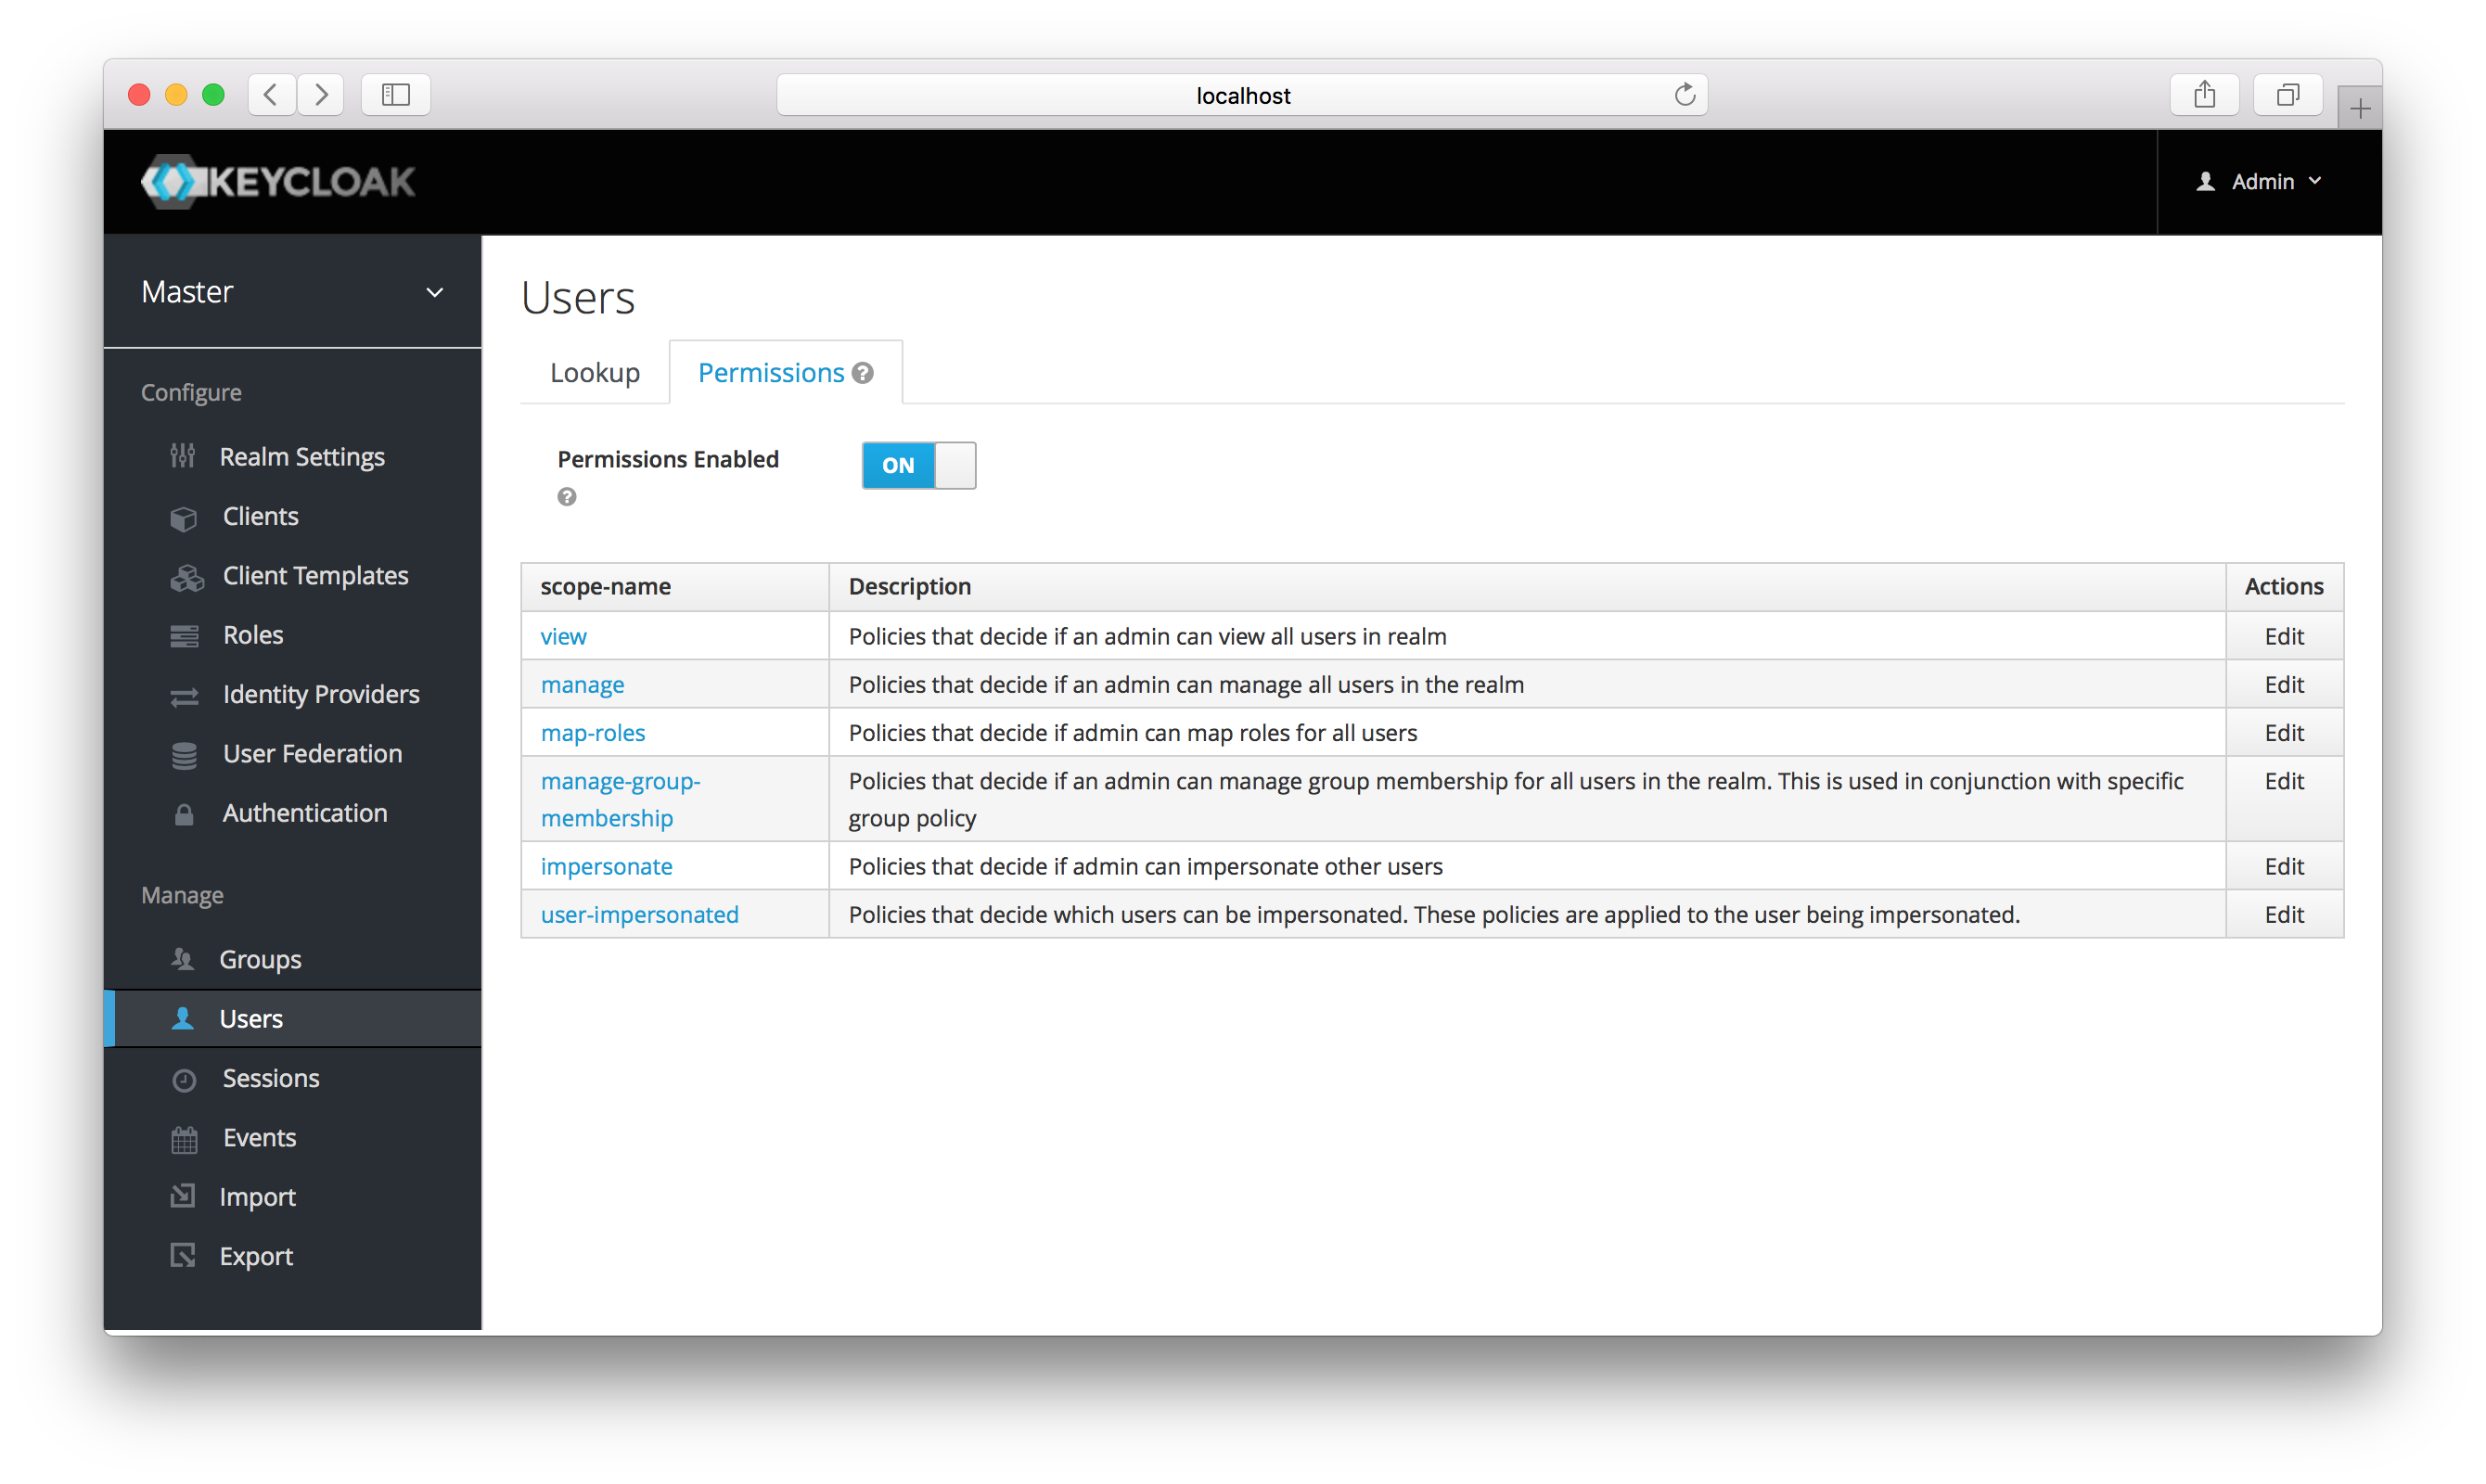 localhost
KEYCLOAK
Admin
Master
Configure
Realm Settings
Clients
Client Templates
Roles
Identity Providers
User Federation
Authentication
Manage
Groups
Users
Sessions
Events
Import
Export
Users
Lookup
Permissions ?
Permissions Enabled
?
ON
scope-name Description Actions
view Policies that decide if an admin can view all users in realm Edit
manage Policies that decide if an admin can manage all users in the realm Edit
map-roles Policies that decide if admin can map roles for all users Edit
manage-group- Policies that decide if an admin can manage group membership for all users in the realm. This is used in conjunction with specific Edit
membership group policy
impersonate Policies that decide if admin can impersonate other users Edit
user-impersonated Policies that decide which users can be impersonated. These policies are applied to the user being impersonated. Edit